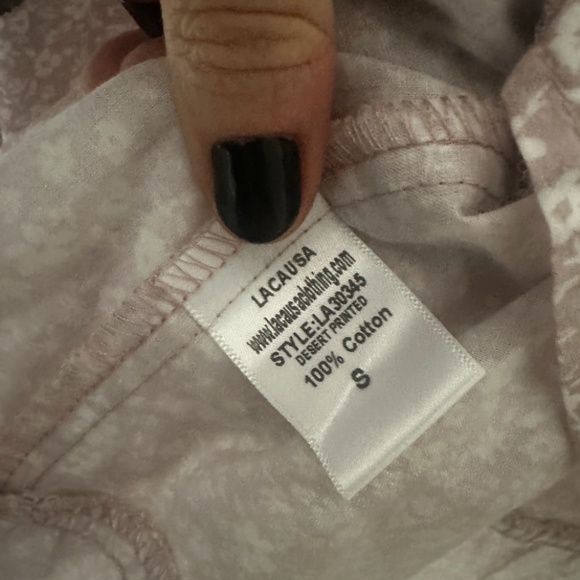 LACAUSA
www.lacausaclothing.com
STYLE:LA30345
DESERT PRINTED
100% Cotton
S